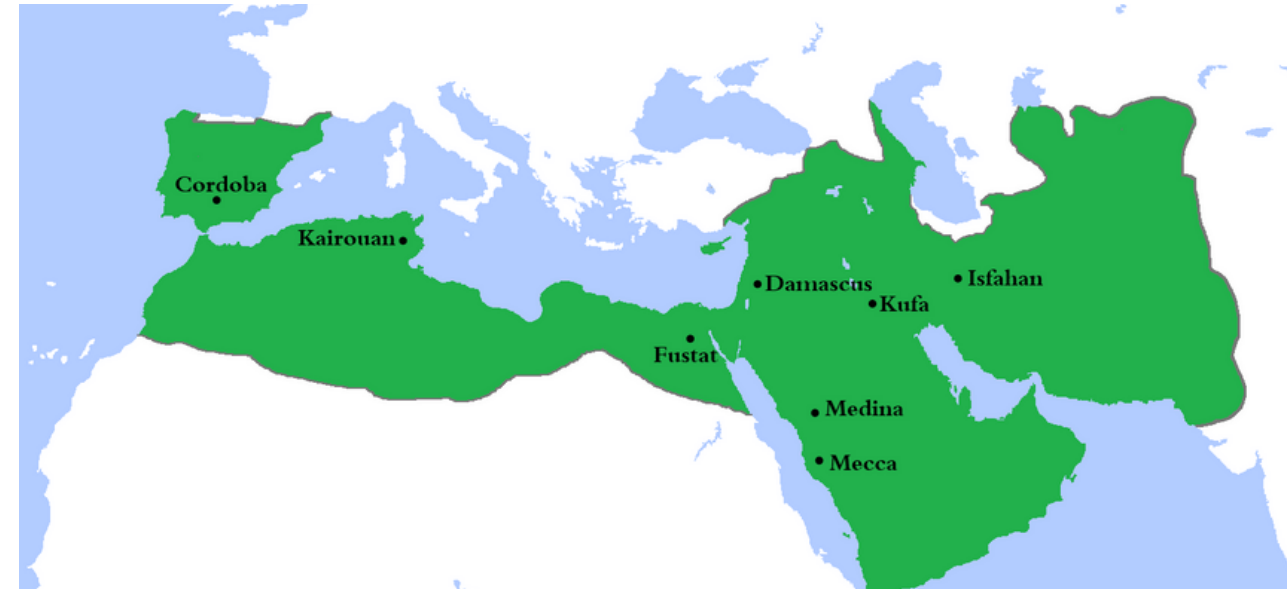 Cordoba
Kairouan
Damascus
Isfahan
Kufa
Fustat
Medina
Mecca